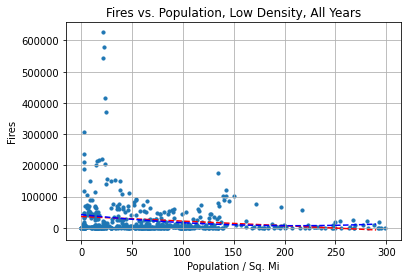 Fires vs. Population, Low Density, All Years
600000
500000
400000
300000
200000
100000
0
Fires
0 50 100 150 200 250 300
Population / Sq. Mi